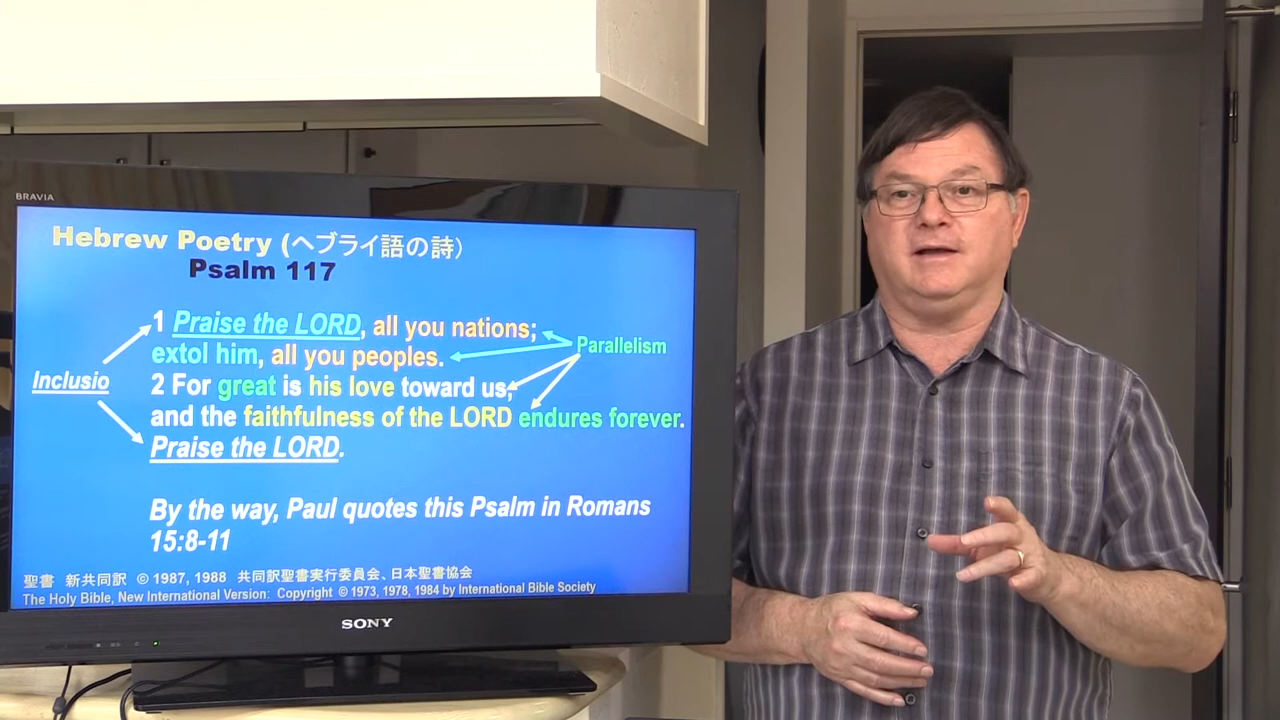 BRAVIA
Hebrew Poetry (ヘブライ語の詩)
Psalm 117
1 Praise the LORD, all you nations;
Parallelism
extol him, all you peoples.
Inclusio
2 For great is his love toward us,
and the faithfulness of the LORD endures forever.
Praise the LORD.
By the way, Paul quotes this Psalm in Romans
15:8-11
聖書 新共同訳 © 1987, 1988 共同訳聖書実行委員会、日本聖書協会
The Holy Bible, New International Version: Copyright © 1973, 1978, 1984 by International Bible Society
SONY